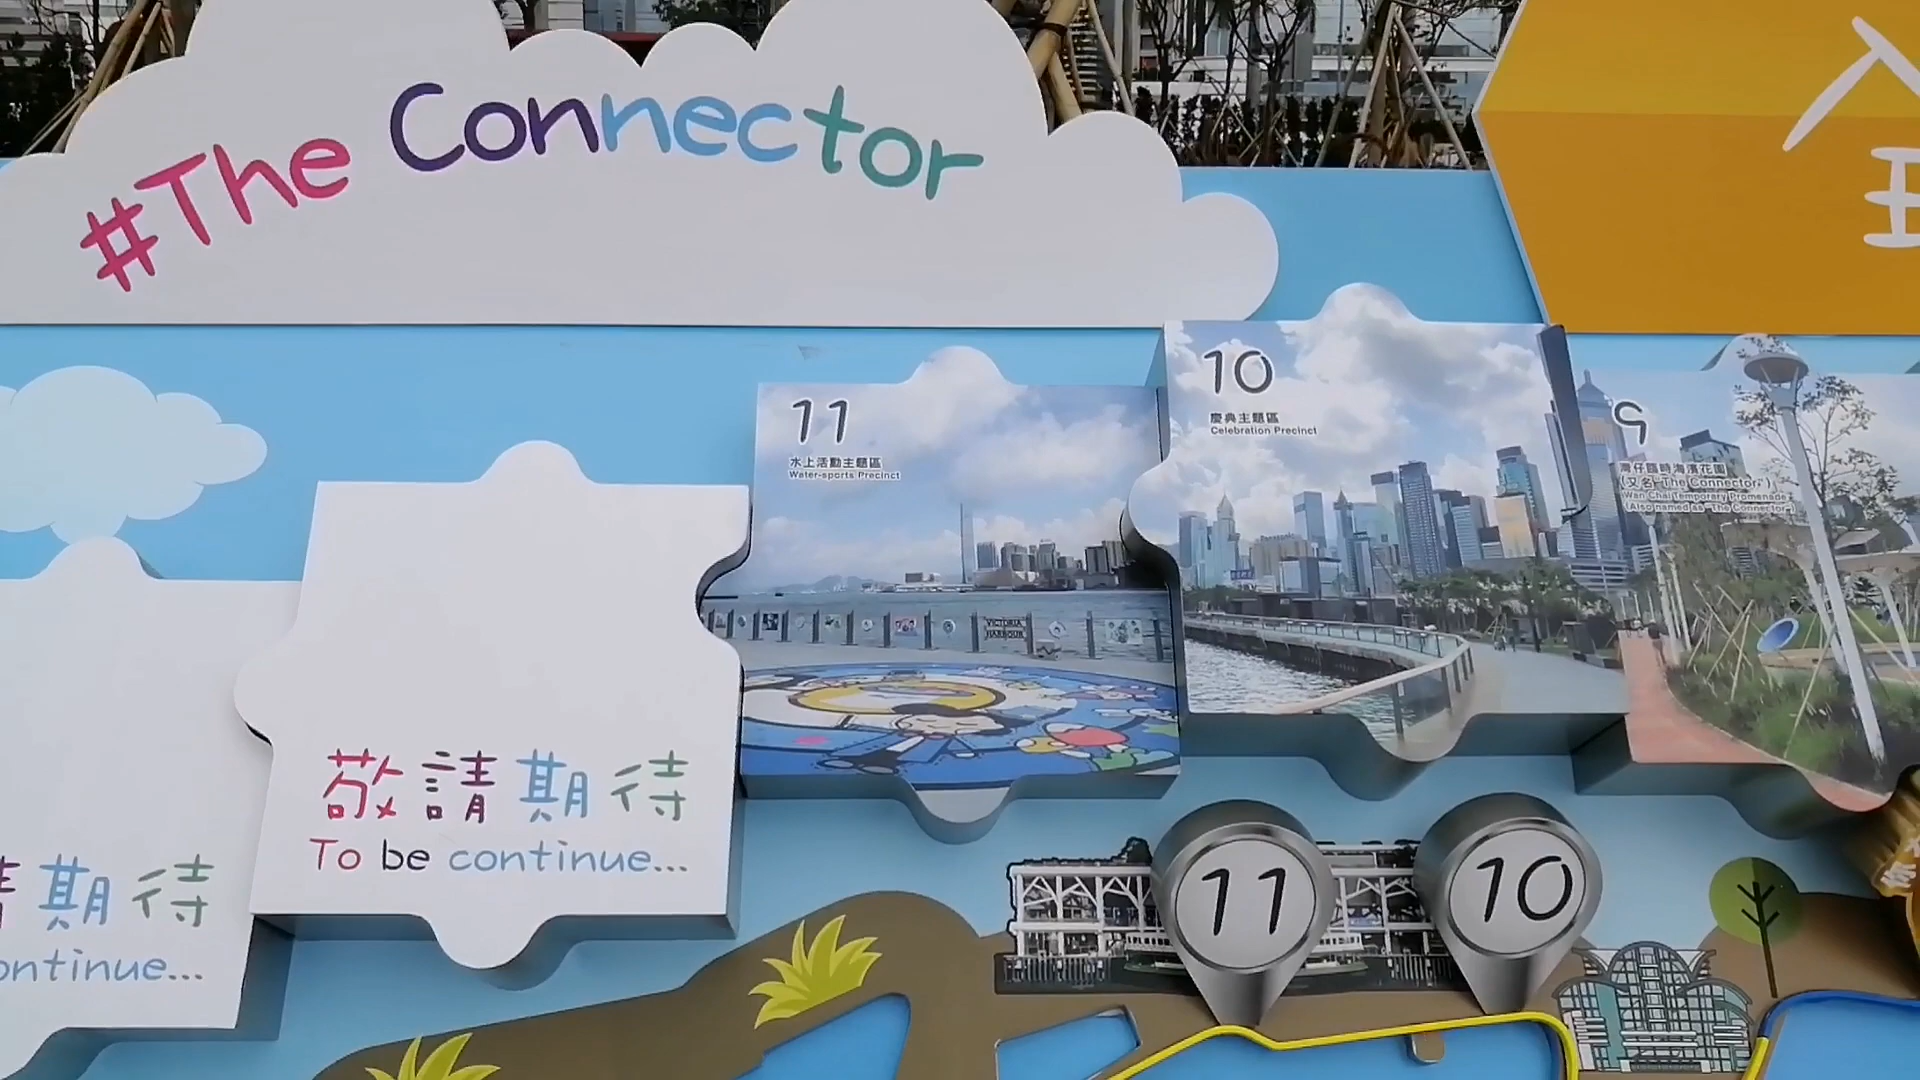 #The Connector
全
11
水上活動主題區
Water-sports Precinct
VICTORIA
HARBOUR
10
慶典主題區
Celebration Precinct
9
灣仔臨時海濱花園
(又名"The Connector")
Wan Chai Temporary Promenade
(Also named as "The Connector")
敬請期待
To be continue...
期待
ontinue...
11
10